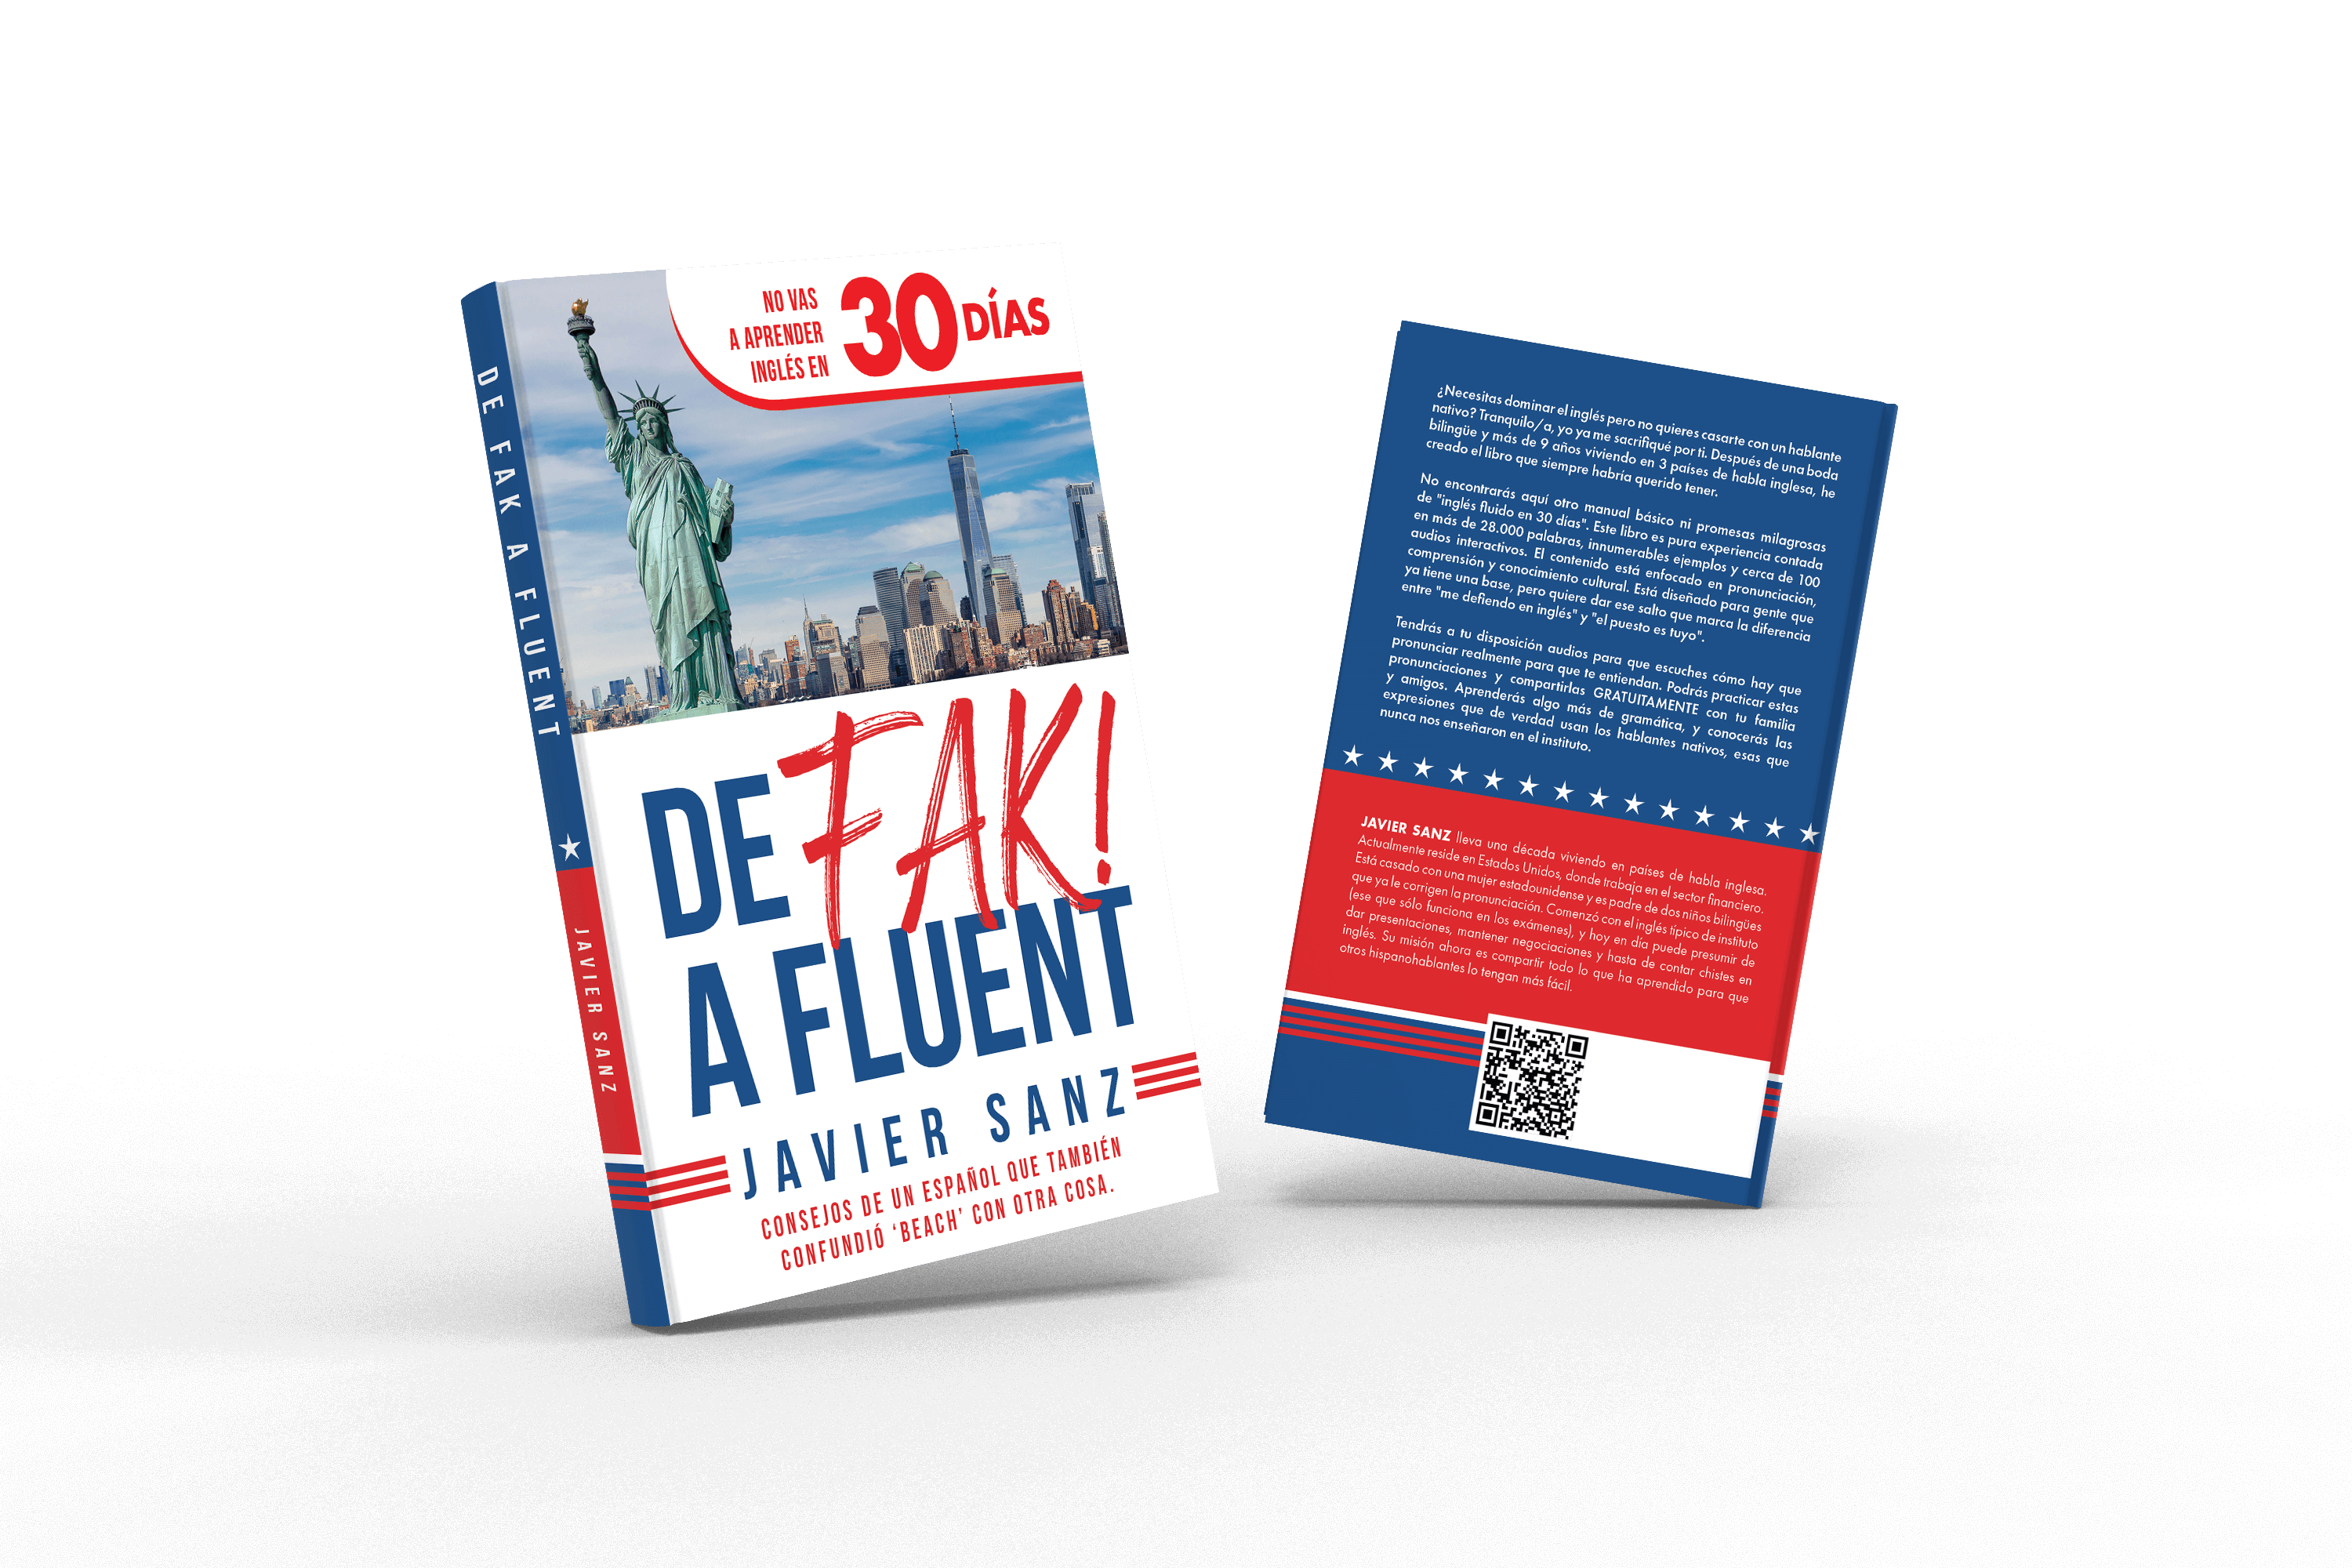 DE FAK A FLUENT
JAVIER SANZ
NO VAS
A APRENDER
INGLÉS EN
30 DÍAS
DE FAK!
A FLUENT
JAVIER SANZ
CONSEJOS DE UN ESPAÑOL QUE TAMBIÉN
CONFUNDIÓ ‘BEACH’ CON OTRA COSA.
¿Necesitas dominar el inglés pero no quieres casarte con un hablante
nativo? Tranquilo/a, yo ya me sacrifiqué por ti. Después de una boda
bilingüe y más de 9 años viviendo en 3 países de habla inglesa, he
creado el libro que siempre habría querido tener.
No encontrarás aquí otro manual básico ni promesas milagrosas
de "inglés fluido en 30 días". Este libro es pura experiencia contada
en más de 28.000 palabras, innumerables ejemplos y cerca de 100
audios interactivos. El contenido está enfocado en pronunciación,
comprensión y conocimiento cultural. Está diseñado para gente que
ya tiene una base, pero quiere dar ese salto que marca la diferencia
entre "me defiendo en inglés" y "el puesto es tuyo".
Tendrás a tu disposición audios para que escuches cómo hay que
pronunciar realmente para que te entiendan. Podrás practicar estas
pronunciaciones y compartirlas GRATUITAMENTE con tu familia
y amigos. Aprenderás algo más de gramática, y conocerás las
expresiones que de verdad usan los hablantes nativos, esas que
nunca nos enseñaron en el instituto.
JAVIER SANZ lleva una década viviendo en países de habla inglesa.
Actualmente reside en Estados Unidos, donde trabaja en el sector financiero.
Está casado con una mujer estadounidense y es padre de dos niños bilingües
que ya le corrigen la pronunciación. Comenzó con el inglés típico de instituto
(ese que sólo funciona en los exámenes), y hoy en día puede presumir de
dar presentaciones, mantener negociaciones y hasta de contar chistes en
inglés. Su misión ahora es compartir todo lo que ha aprendido para que
otros hispanohablantes lo tengan más fácil.